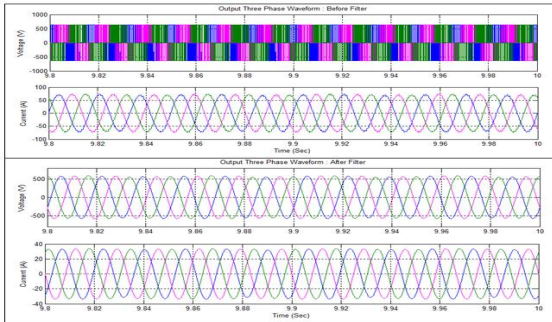 Output Three Phase Waveform : Before Filter
Voltage (V)
1000
500
0
-500
-1000
9.8 9.82 9.84 9.86 9.88 9.9 9.92 9.94 9.96 9.98 10
Current (A)
100
50
0
-50
-100
9.8 9.82 9.84 9.86 9.88 9.9 9.92 9.94 9.96 9.98 10
Time (Sec)
Output Three Phase Waveform : After Filter
Voltage (V)
500
0
-500
9.8 9.82 9.84 9.86 9.88 9.9 9.92 9.94 9.96 9.98 10
Current (A)
40
20
0
-20
-40
9.8 9.82 9.84 9.86 9.88 9.9 9.92 9.94 9.96 9.98 10
Time (Sec)